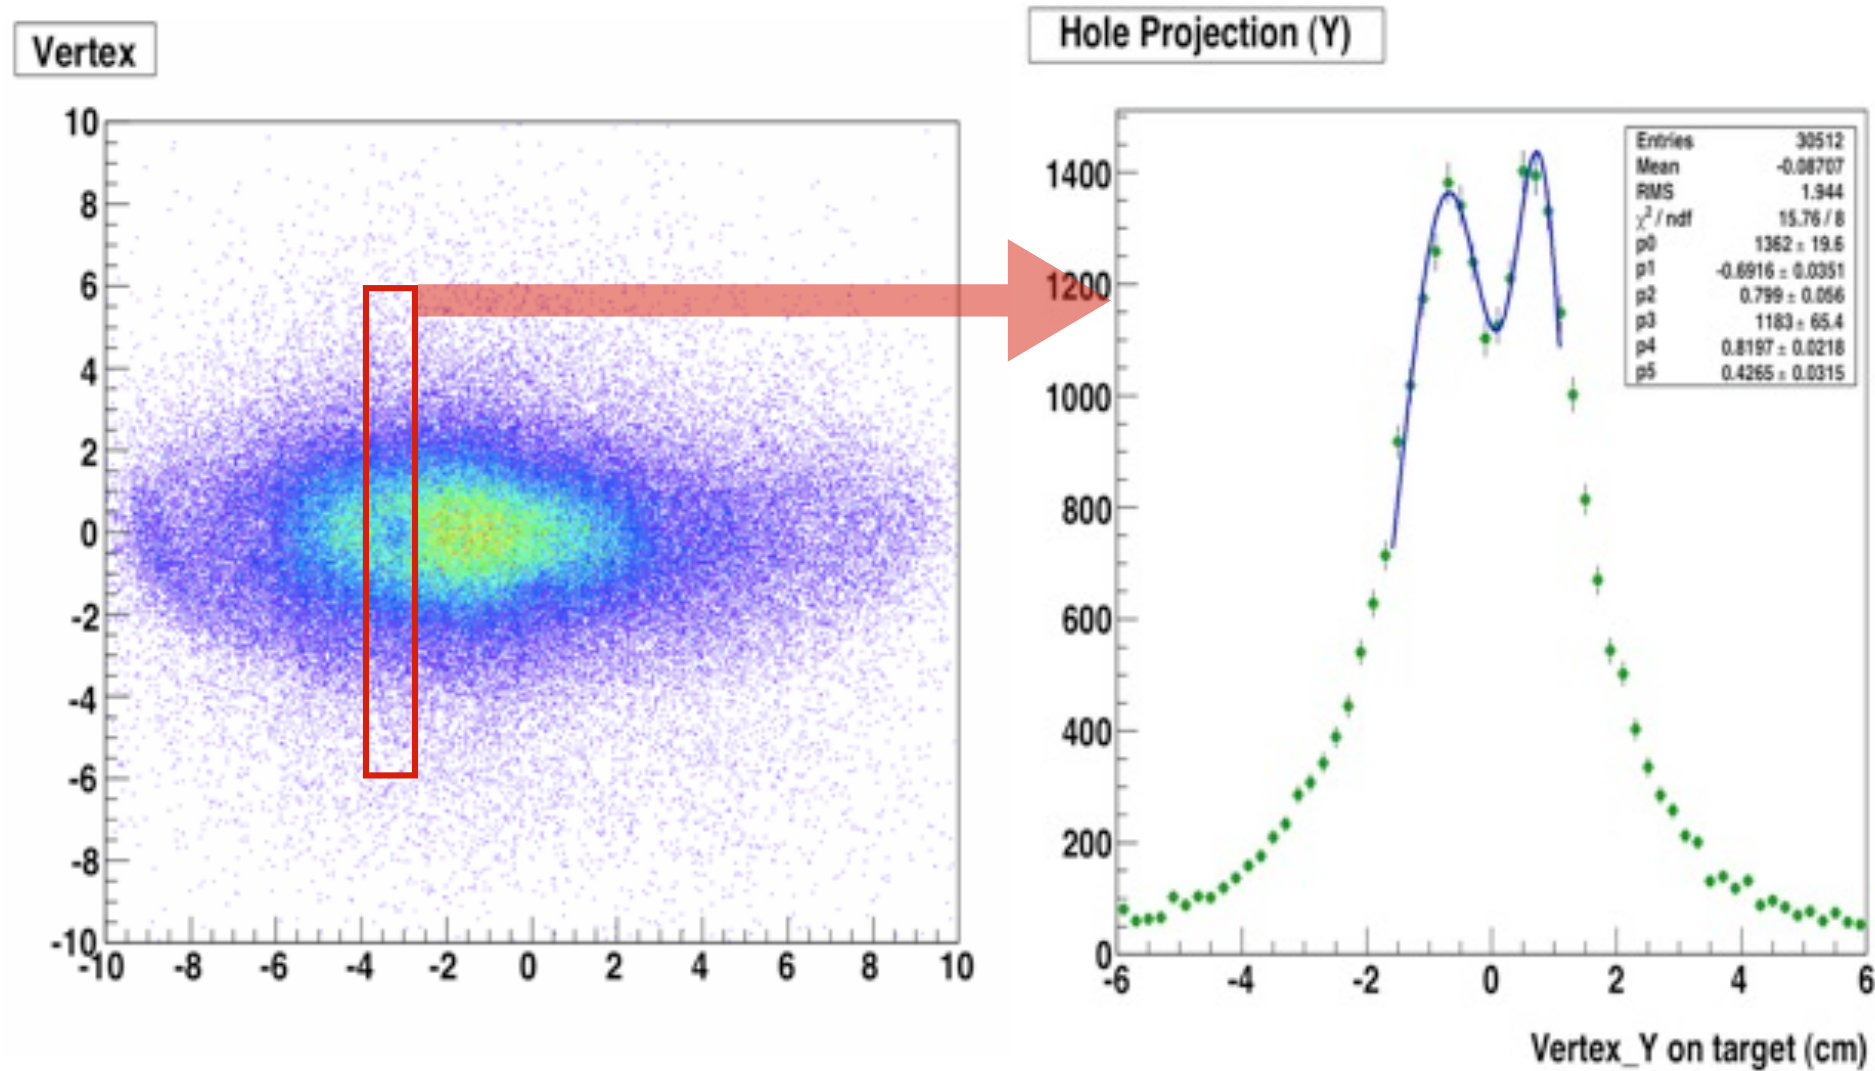 Vertex
10
8
6
4
2
0
-2
-4
-6
-8
-10
-10 -8 -6 -4 -2 0 2 4 6 8 10
Hole Projection (Y)
Entries 30512
Mean -0.08707
RMS 1.944
χ² / ndf 15.76 / 8
p0 1362 ± 19.6
p1 -0.6916 ± 0.0351
p2 0.799 ± 0.056
p3 1183 ± 65.4
p4 0.8197 ± 0.0218
p5 0.4265 ± 0.0315
1400
1200
1000
800
600
400
200
0
-6 -4 -2 0 2 4 6
Vertex_Y on target (cm)